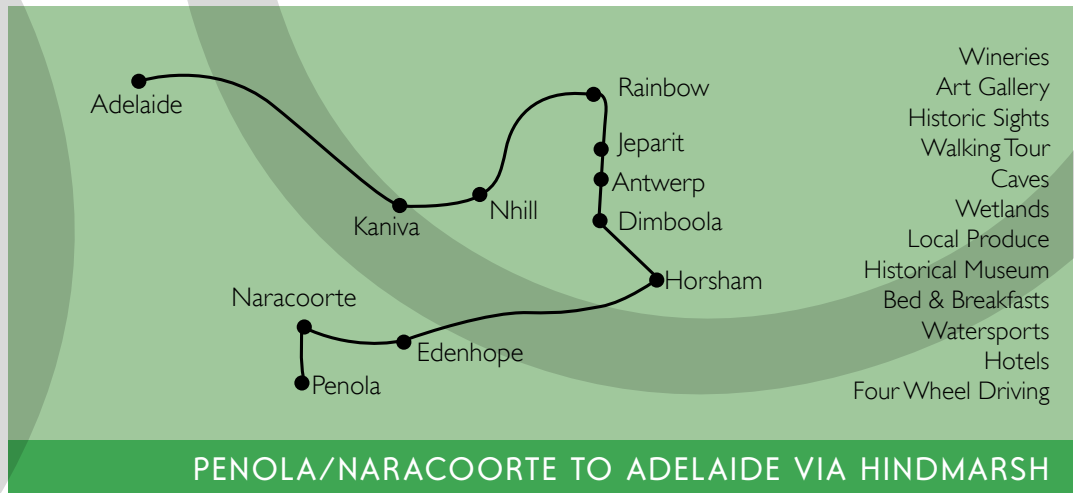 Adelaide
Kaniva
Nhill
Rainbow
Jeparit
Antwerp
Dimboola
Horsham
Naracoorte
Edenhope
Penola
Wineries
Art Gallery
Historic Sights
Walking Tour
Caves
Wetlands
Local Produce
Historical Museum
Bed & Breakfasts
Watersports
Hotels
Four Wheel Driving
PENOLA/NARACOORTE TO ADELAIDE VIA HINDMARSH